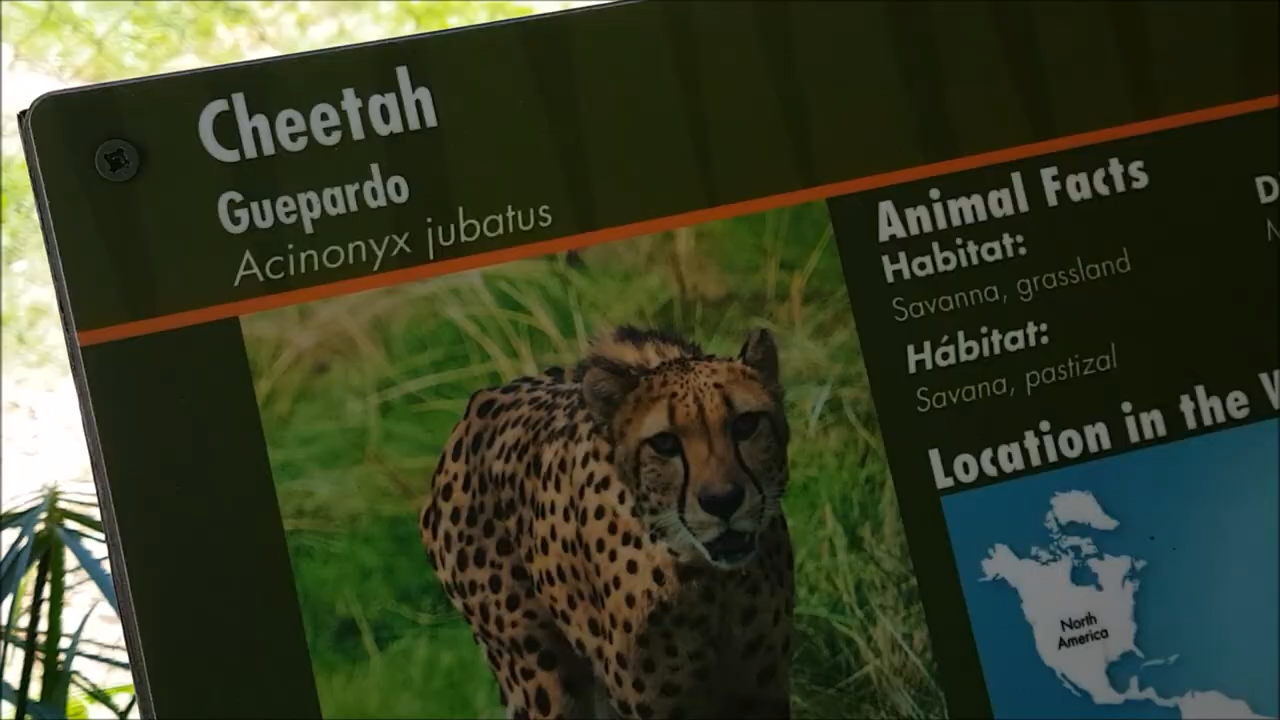 Cheetah
Guepardo
Acinonyx jubatus
Animal Facts
Habitat:
Savanna, grassland
Hábitat:
Savana, pastizal
Location in the
North
America